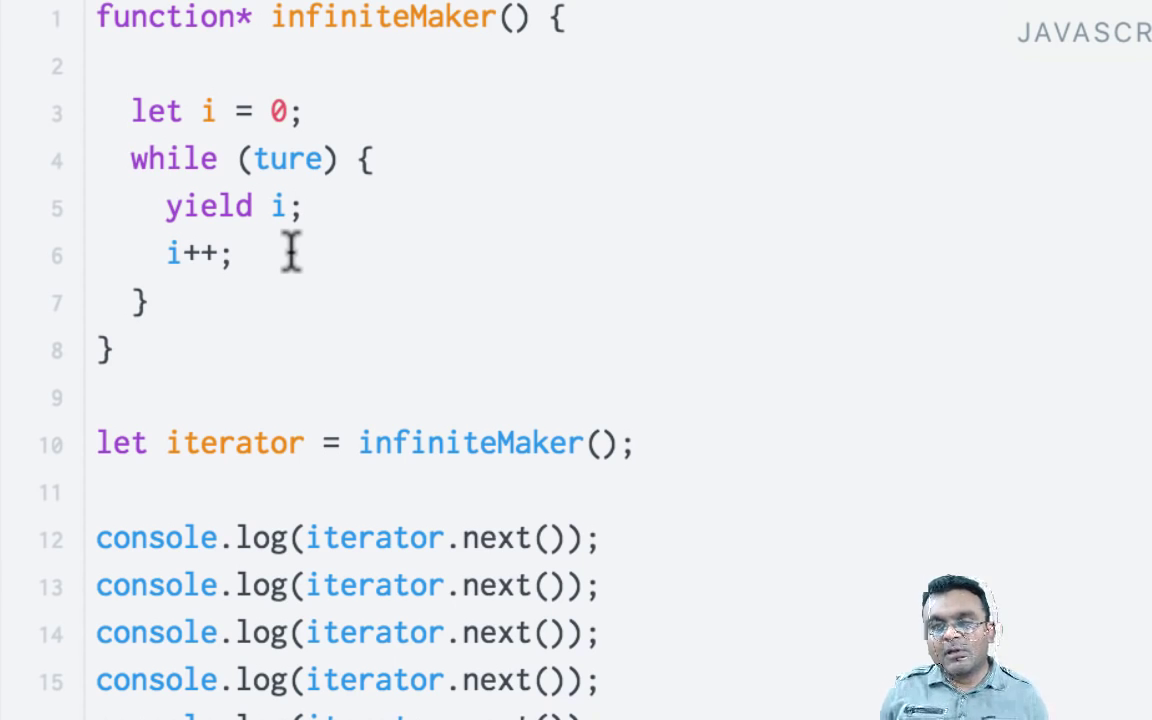 1 function* infiniteMaker() {
JAVASCR
2
3 let i = 0;
4 while (ture) {
5 yield i;
6 i++;
7 }
8 }
9
10 let iterator = infiniteMaker();
11
12 console.log(iterator.next());
13 console.log(iterator.next());
14 console.log(iterator.next());
15 console.log(iterator.next());